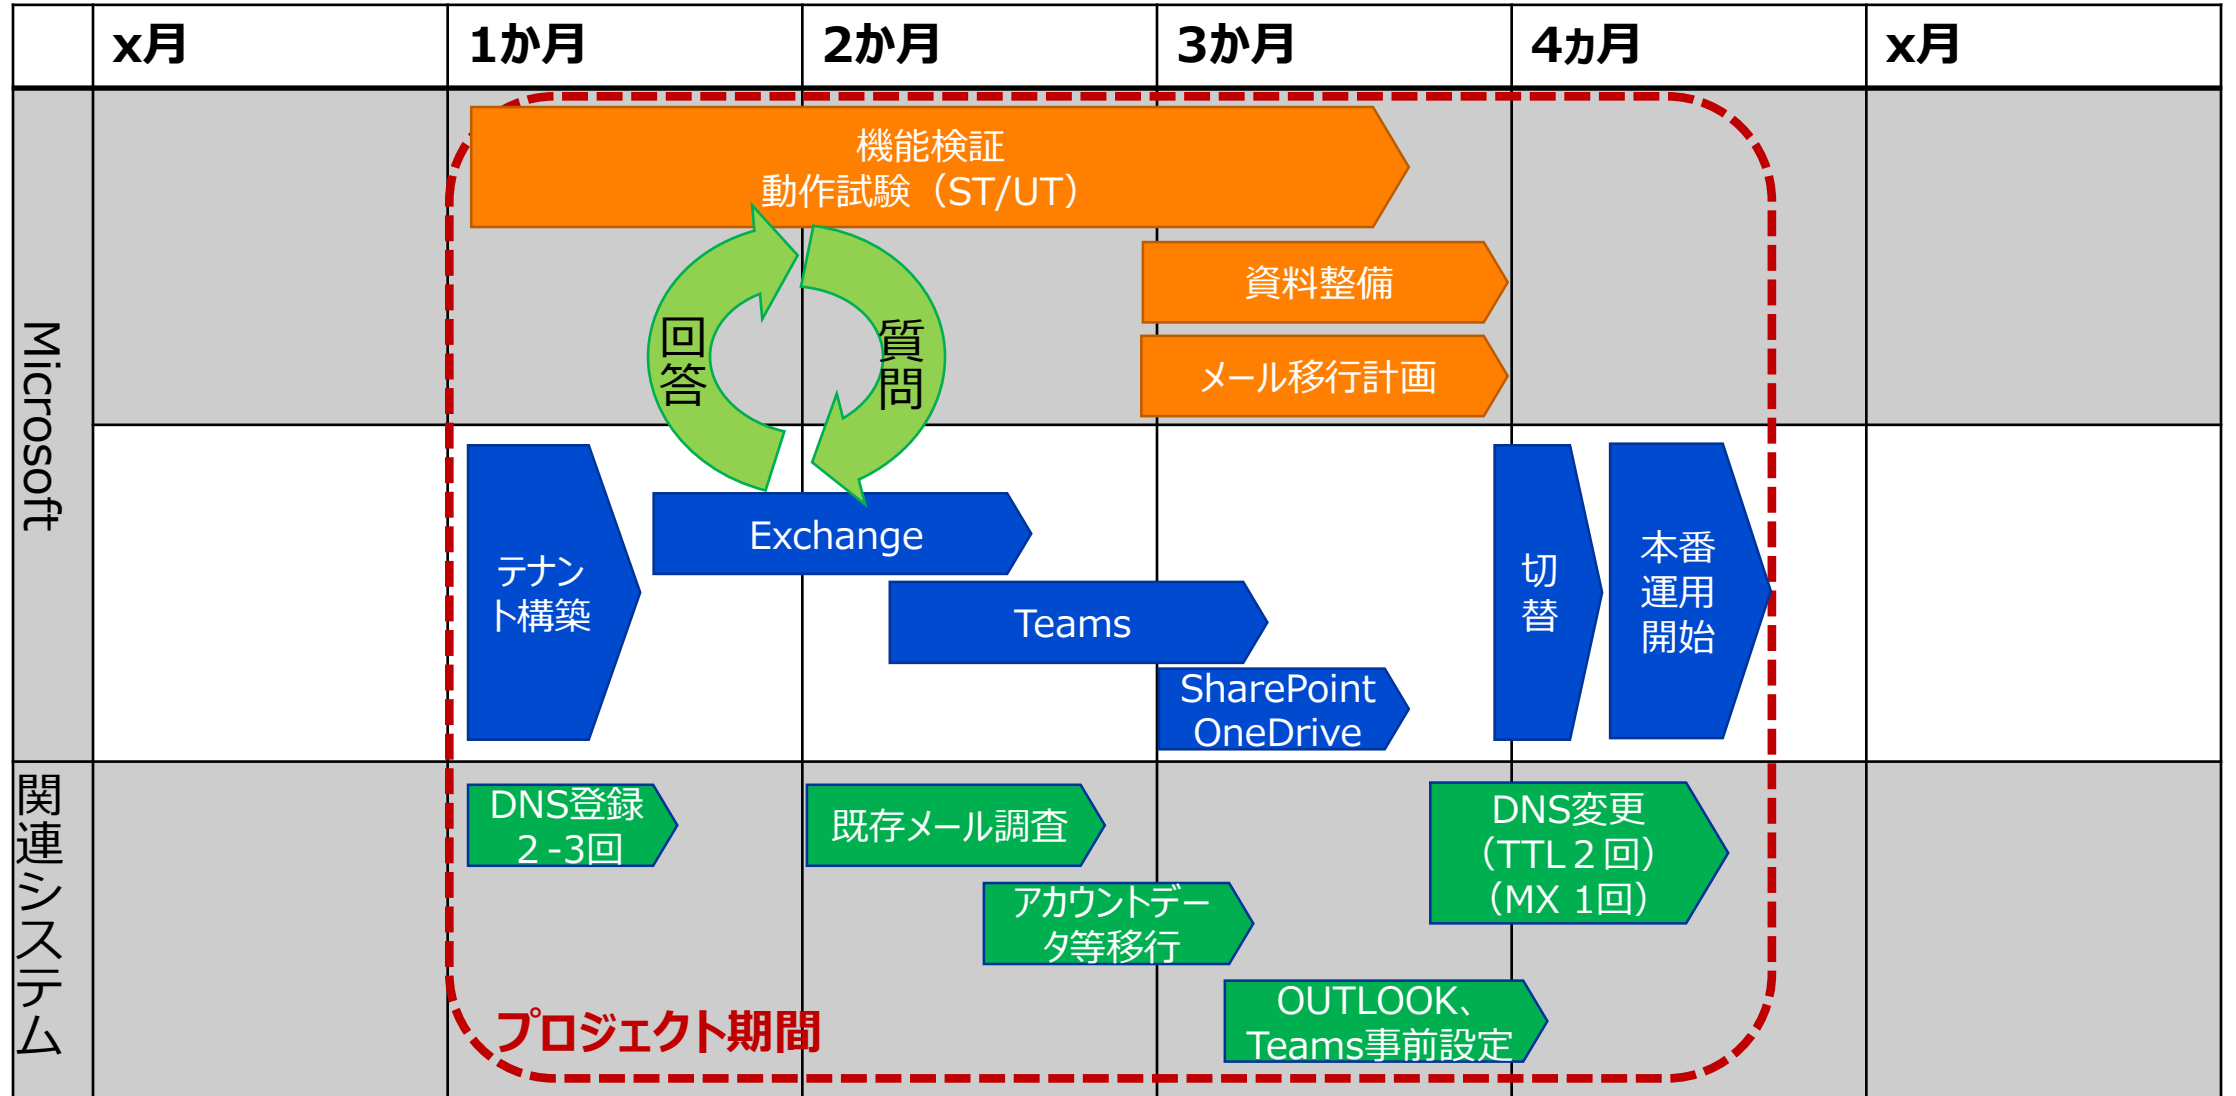 x月
1か月
2か月
3か月
4ヵ月
x月
Microsoft
機能検証
動作試験（ST/UT）
資料整備
メール移行計画
回答
質問
テナン
ト構築
Exchange
Teams
SharePoint
OneDrive
切
替
本番
運用
開始
関連システム
DNS登録
２-3回
既存メール調査
アカウントデー
タ等移行
OUTLOOK、
Teams事前設定
DNS変更
（TTL２回）
（MX 1回）
プロジェクト期間